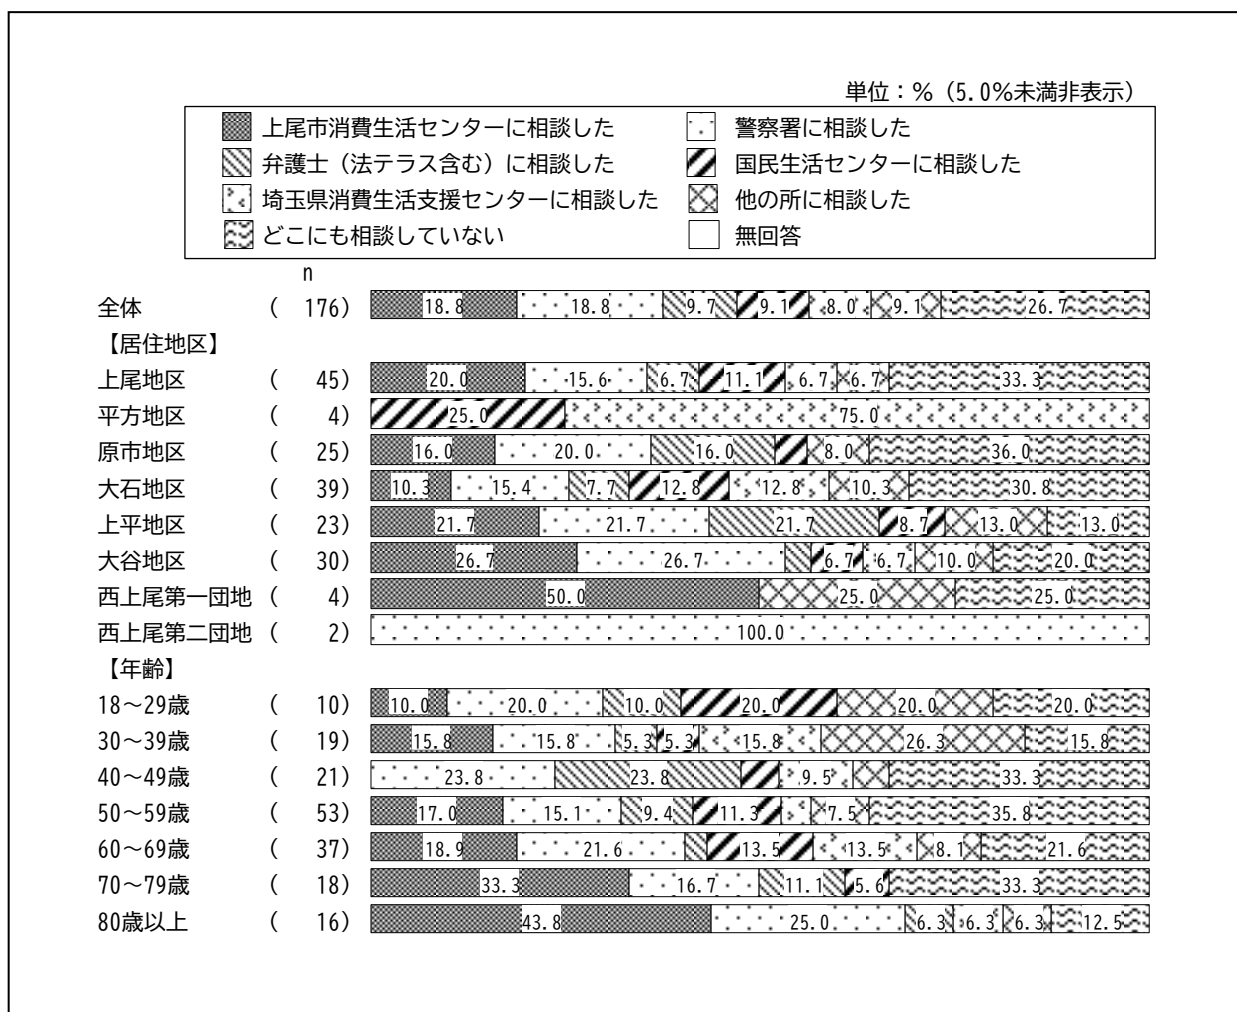 単位：％（5.0％未満非表示）
上尾市消費生活センターに相談した 警察署に相談した
弁護士（法テラス含む）に相談した 国民生活センターに相談した
埼玉県消費生活支援センターに相談した 他の所に相談した
どこにも相談していない 無回答
n
全体 ( 176) 18.8 18.8 9.7 9.1 8.0 9.1 26.7
【居住地区】
上尾地区 ( 45) 20.0 15.6 6.7 11.1 6.7 6.7 33.3
平方地区 ( 4) 25.0 75.0
原市地区 ( 25) 16.0 20.0 16.0 8.0 36.0
大石地区 ( 39) 10.3 15.4 7.7 12.8 12.8 10.3 30.8
上平地区 ( 23) 21.7 21.7 21.7 8.7 13.0 13.0
大谷地区 ( 30) 26.7 26.7 6.7 6.7 10.0 20.0
西上尾第一団地 ( 4) 50.0 25.0 25.0
西上尾第二団地 ( 2) 100.0
【年齢】
18～29歳 ( 10) 10.0 20.0 10.0 20.0 20.0 20.0
30～39歳 ( 19) 15.8 15.8 5.3 5.3 15.8 26.3 15.8
40～49歳 ( 21) 23.8 23.8 9.5 33.3
50～59歳 ( 53) 17.0 15.1 9.4 11.3 7.5 35.8
60～69歳 ( 37) 18.9 21.6 13.5 13.5 8.1 21.6
70～79歳 ( 18) 33.3 16.7 11.1 5.6 33.3
80歳以上 ( 16) 43.8 25.0 6.3 6.3 6.3 12.5